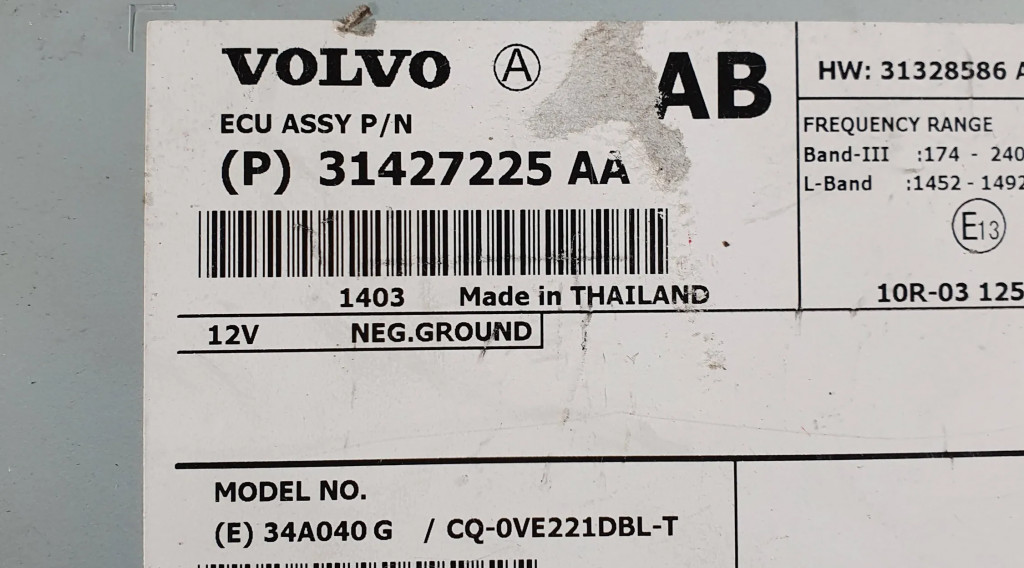 VOLVO Ⓐ AB
ECU ASSY P/N
(P) 31427225 AA
1403 Made in THAILAND
12V NEG.GROUND
HW: 31328586 A
FREQUENCY RANGE
Band-III :174 - 240
L-Band :1452 - 1492
E13
10R-03 125
MODEL NO.
(E) 34A040 G / CQ-0VE221DBL-T